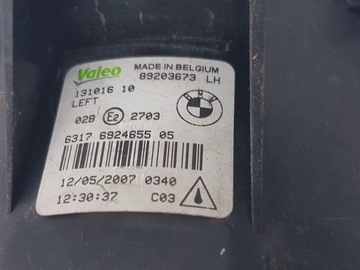 Valeo MADE IN BELGIUM
89203673 LH
131016 10
LEFT
BMW
02B E2 2703
6317 6924655 05
12/05/2007 0340
12:30:37 C03